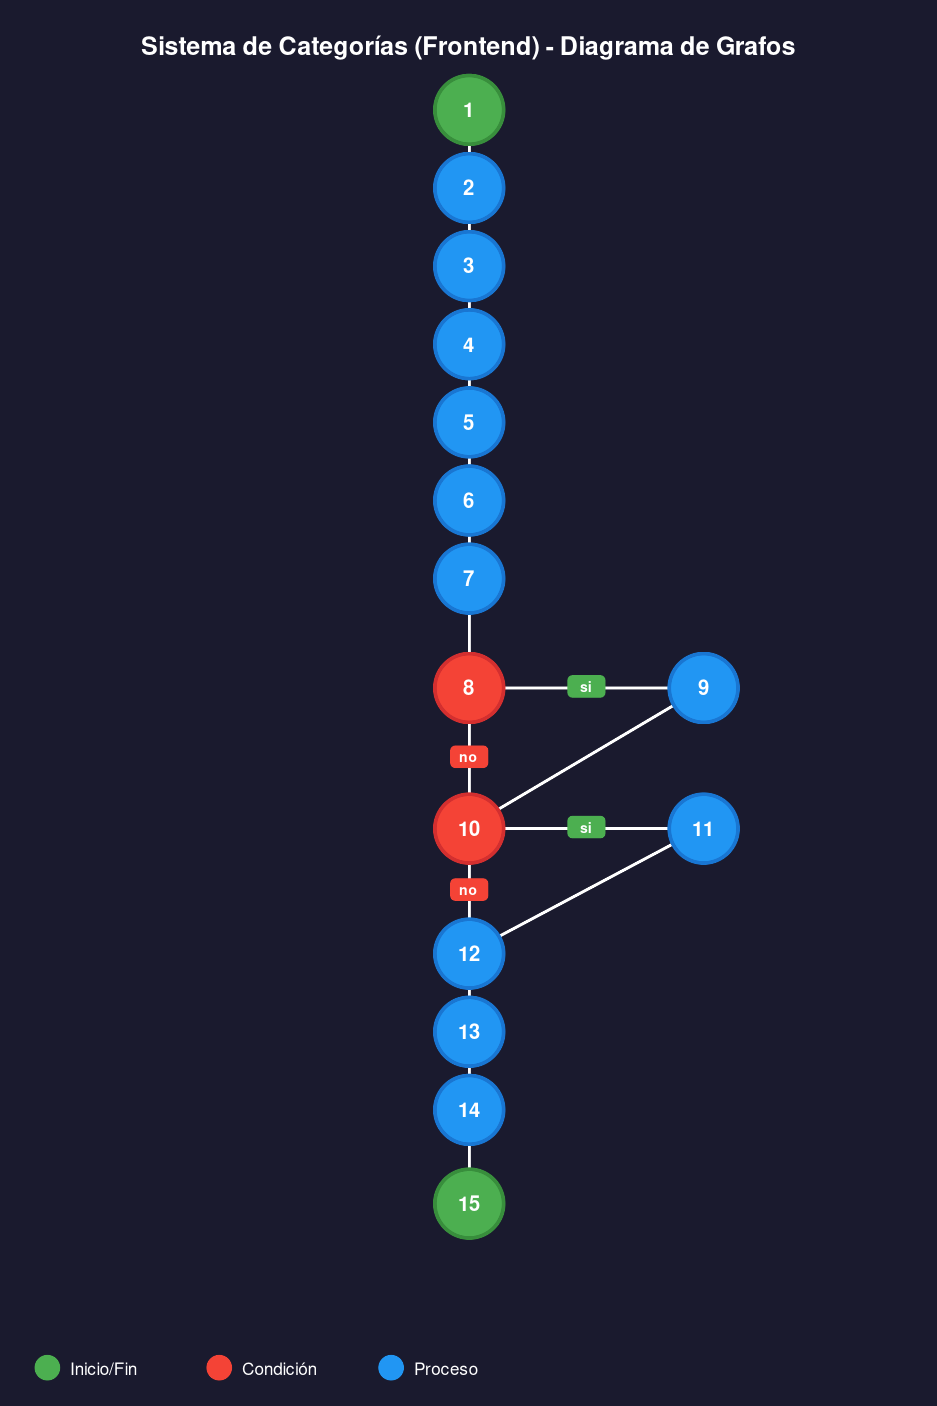 Sistema de Categorías (Frontend) - Diagrama de Grafos
1
2
3
4
5
6
7
8
si
9
no
10
si
11
no
12
13
14
15
Inicio/Fin
Condición
Proceso